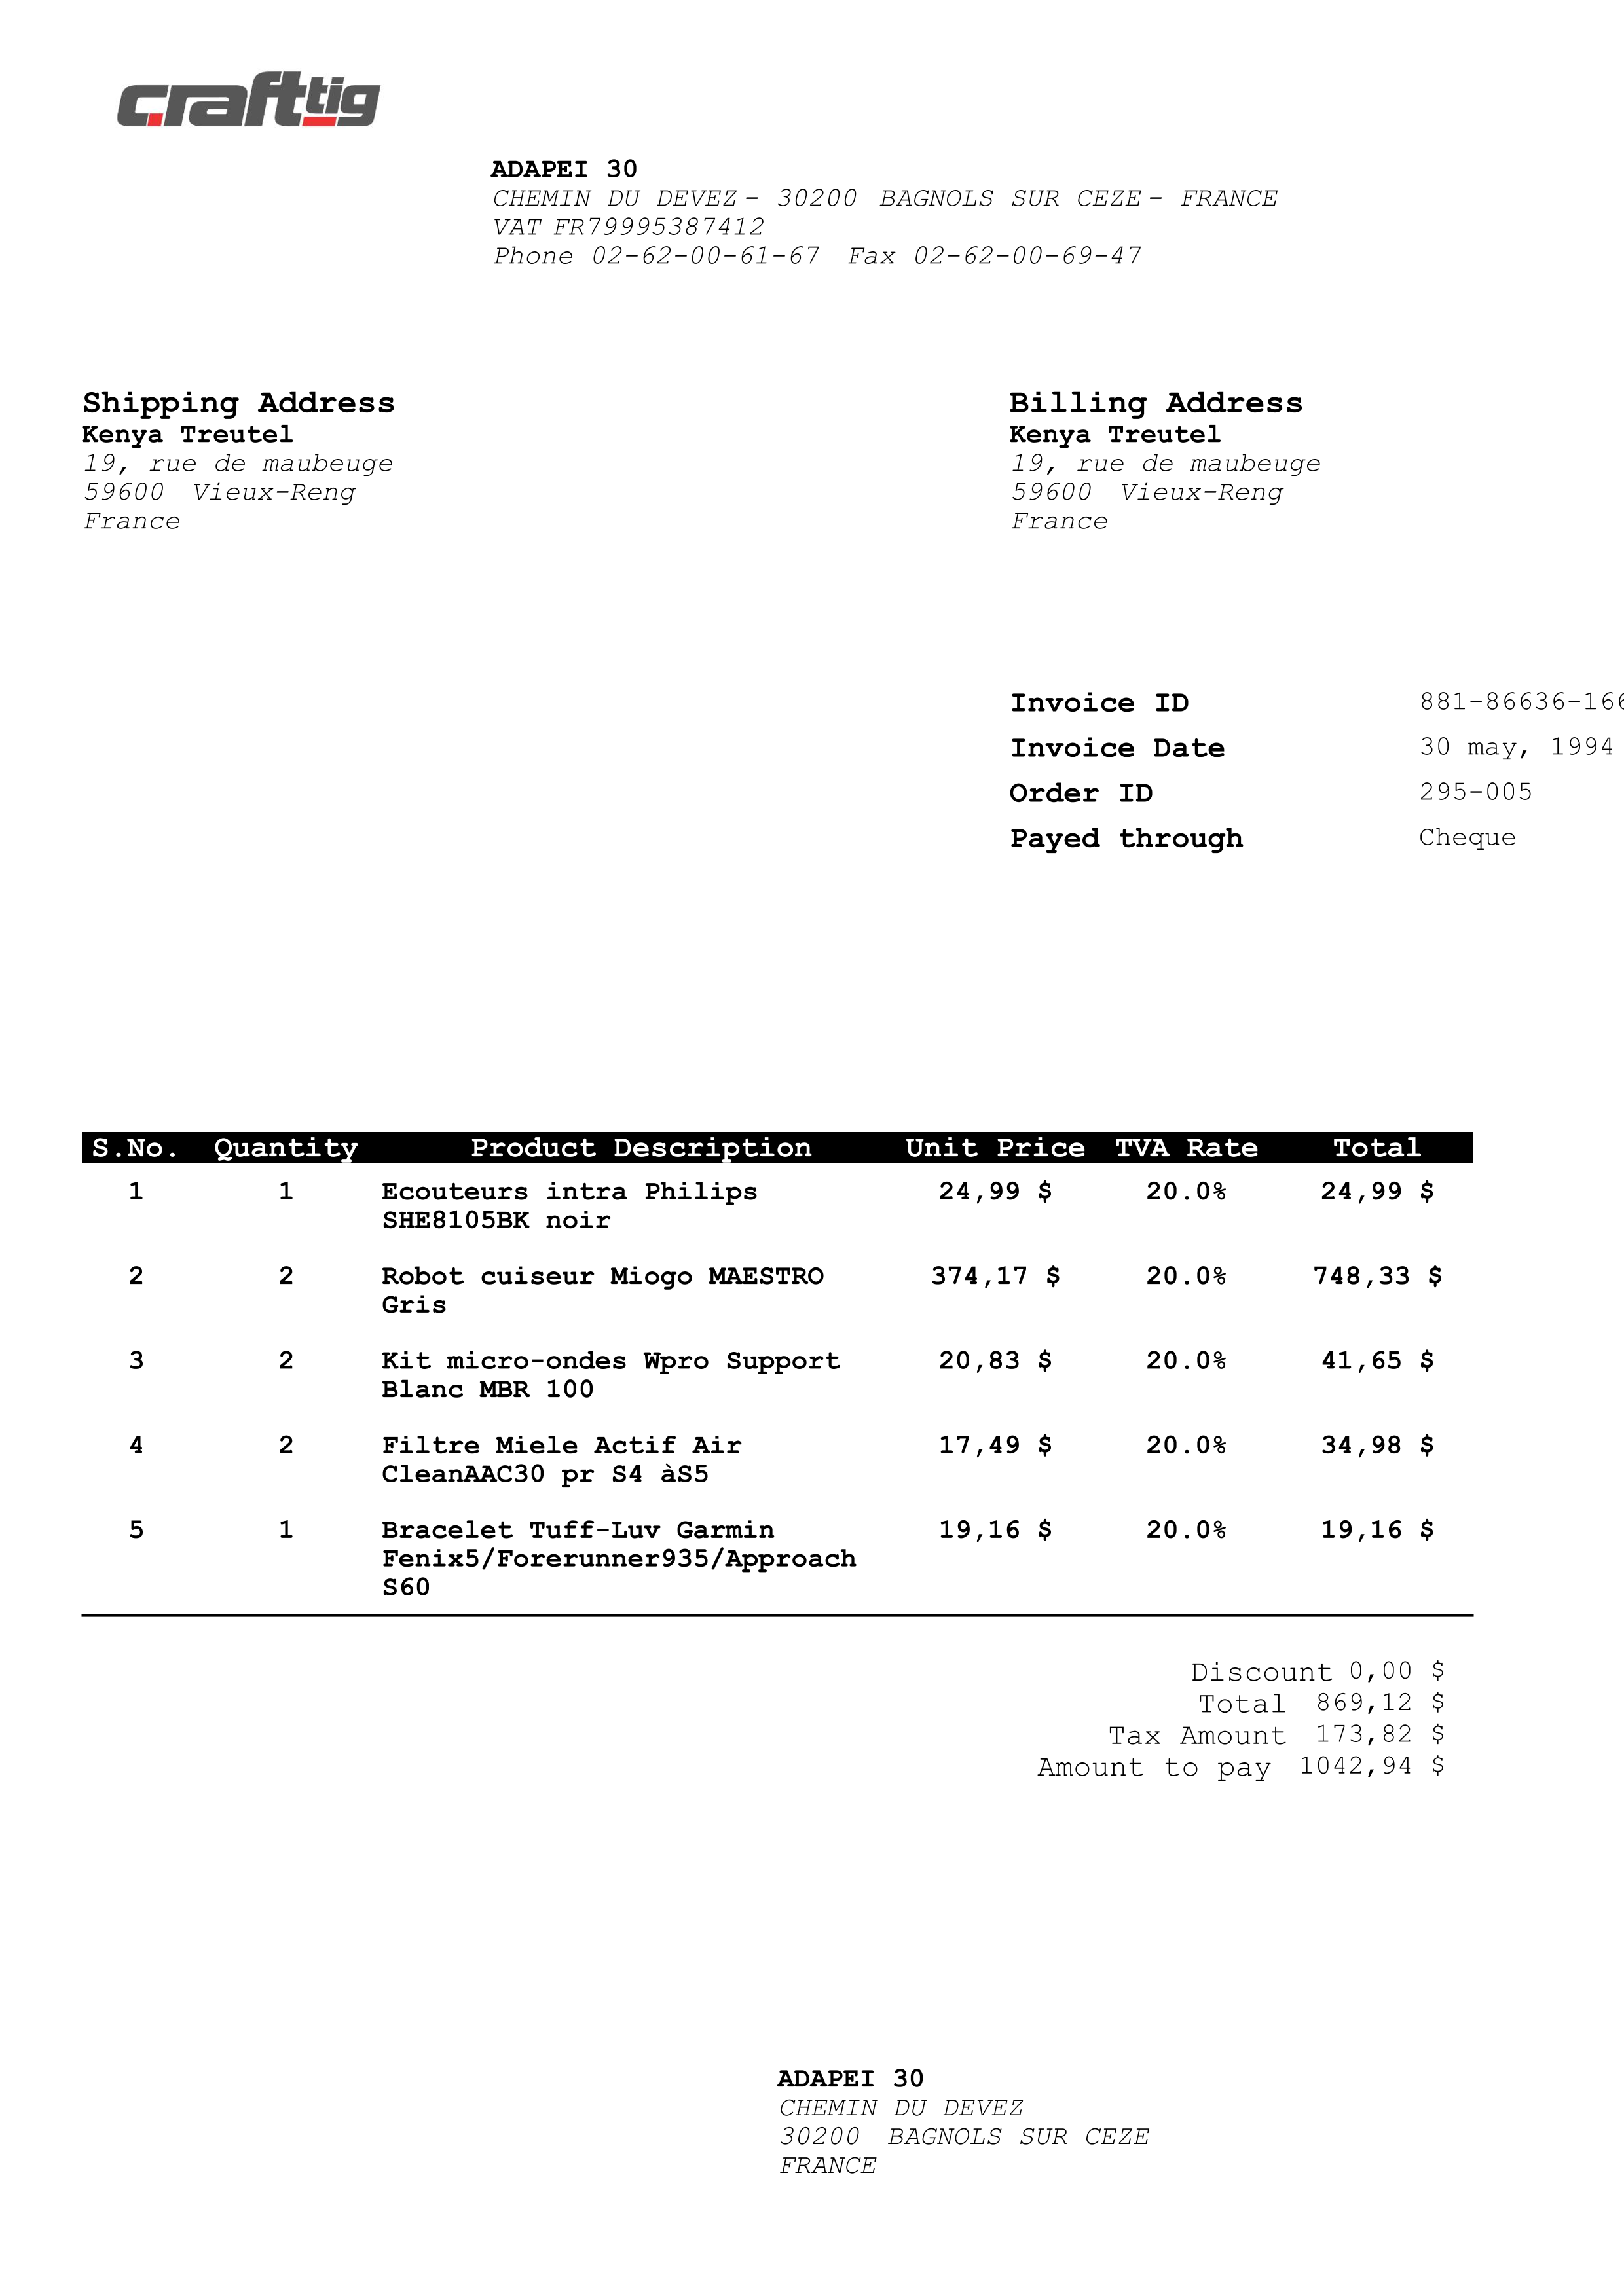 crafttig
ADAPEI 30
CHEMIN DU DEVEZ - 30200 BAGNOLS SUR CEZE - FRANCE
VAT FR79995387412
Phone 02-62-00-61-67 Fax 02-62-00-69-47
Shipping Address
Kenya Treutel
19, rue de maubeuge
59600 Vieux-Reng
France
Billing Address
Kenya Treutel
19, rue de maubeuge
59600 Vieux-Reng
France
Invoice ID
Invoice Date 30 may, 1994
Order ID 295-005
Payed through Cheque
S.No. Quantity Product Description Unit Price TVA Rate Total
1 1 Ecouteurs intra Philips 24,99 $ 20.0% 24,99 $
SHE8105BK noir
2 2 Robot cuiseur Miogo MAESTRO 374,17 $ 20.0% 748,33 $
Gris
3 2 Kit micro-ondes Wpro Support 20,83 $ 20.0% 41,65 $
Blanc MBR 100
4 2 Filtre Miele Actif Air 17,49 $ 20.0% 34,98 $
CleanAAC30 pr S4 àS5
5 1 Bracelet Tuff-Luv Garmin 19,16 $ 20.0% 19,16 $
Fenix5/Forerunner935/Approach
S60
Discount 0,00 $
Total 869,12 $
Tax Amount 173,82 $
Amount to pay 1042,94 $
ADAPEI 30
CHEMIN DU DEVEZ
30200 BAGNOLS SUR CEZE
FRANCE